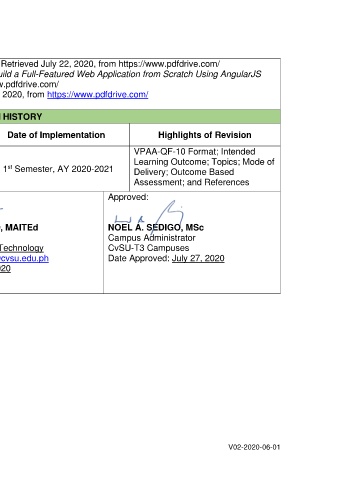 Retrieved July 22, 2020, from https://www.pdfdrive.com/
uild a Full-Featured Web Application from Scratch Using AngularJS
w.pdfdrive.com/
2020, from https://www.pdfdrive.com/
HISTORY
Date of Implementation
Highlights of Revision
1st Semester, AY 2020-2021
VPAA-QF-10 Format; Intended
Learning Outcome; Topics; Mode of
Delivery; Outcome Based
Assessment; and References
, MAITEd
Technology
@cvsu.edu.ph
020
Approved:
NOEL A. SEDIGO, MSc
Campus Administrator
CvSU-T3 Campuses
Date Approved: July 27, 2020
V02-2020-06-01